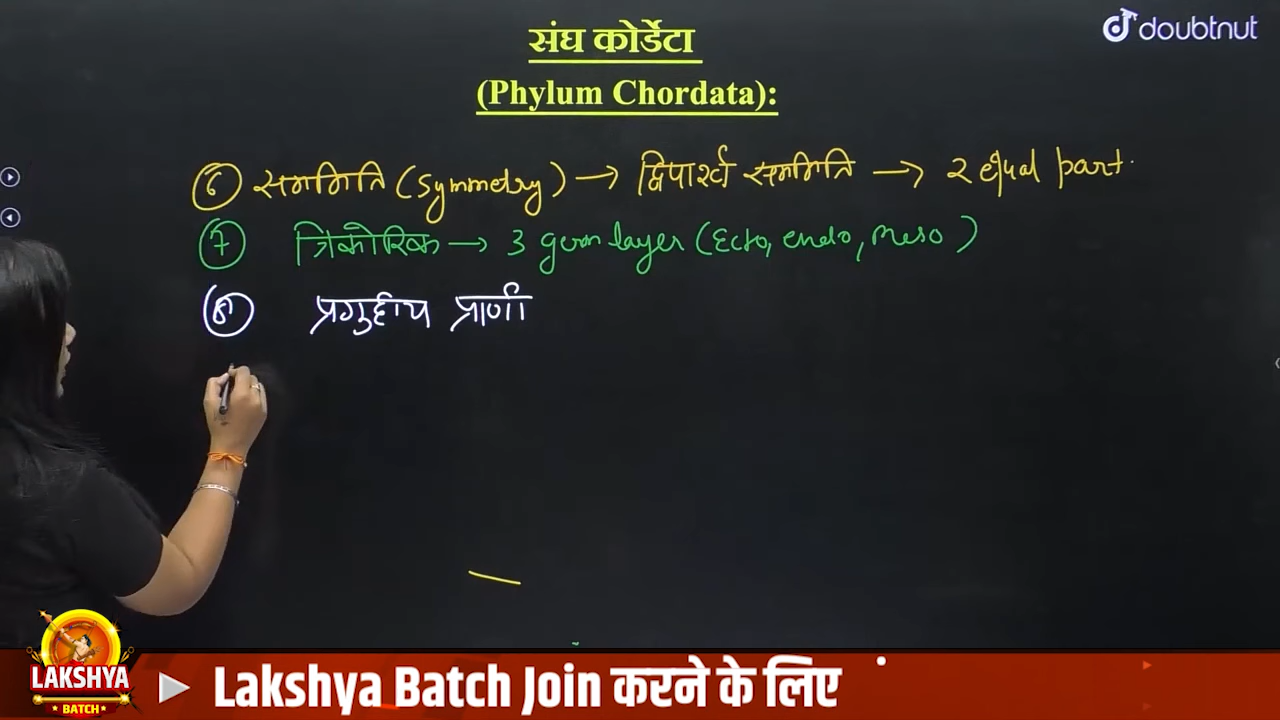 doubtnut
संघ कोर्डेटा
(Phylum Chordata):
6 सममिति (Symmetry) → द्विपार्श्व सममिति → 2 equal part.
7 त्रिकोरिक → 3 germ layer (Ecto, endo, Meso)
8 प्रगुहीय प्राणी
LAKSHYA
BATCH
Lakshya Batch Join करने के लिए